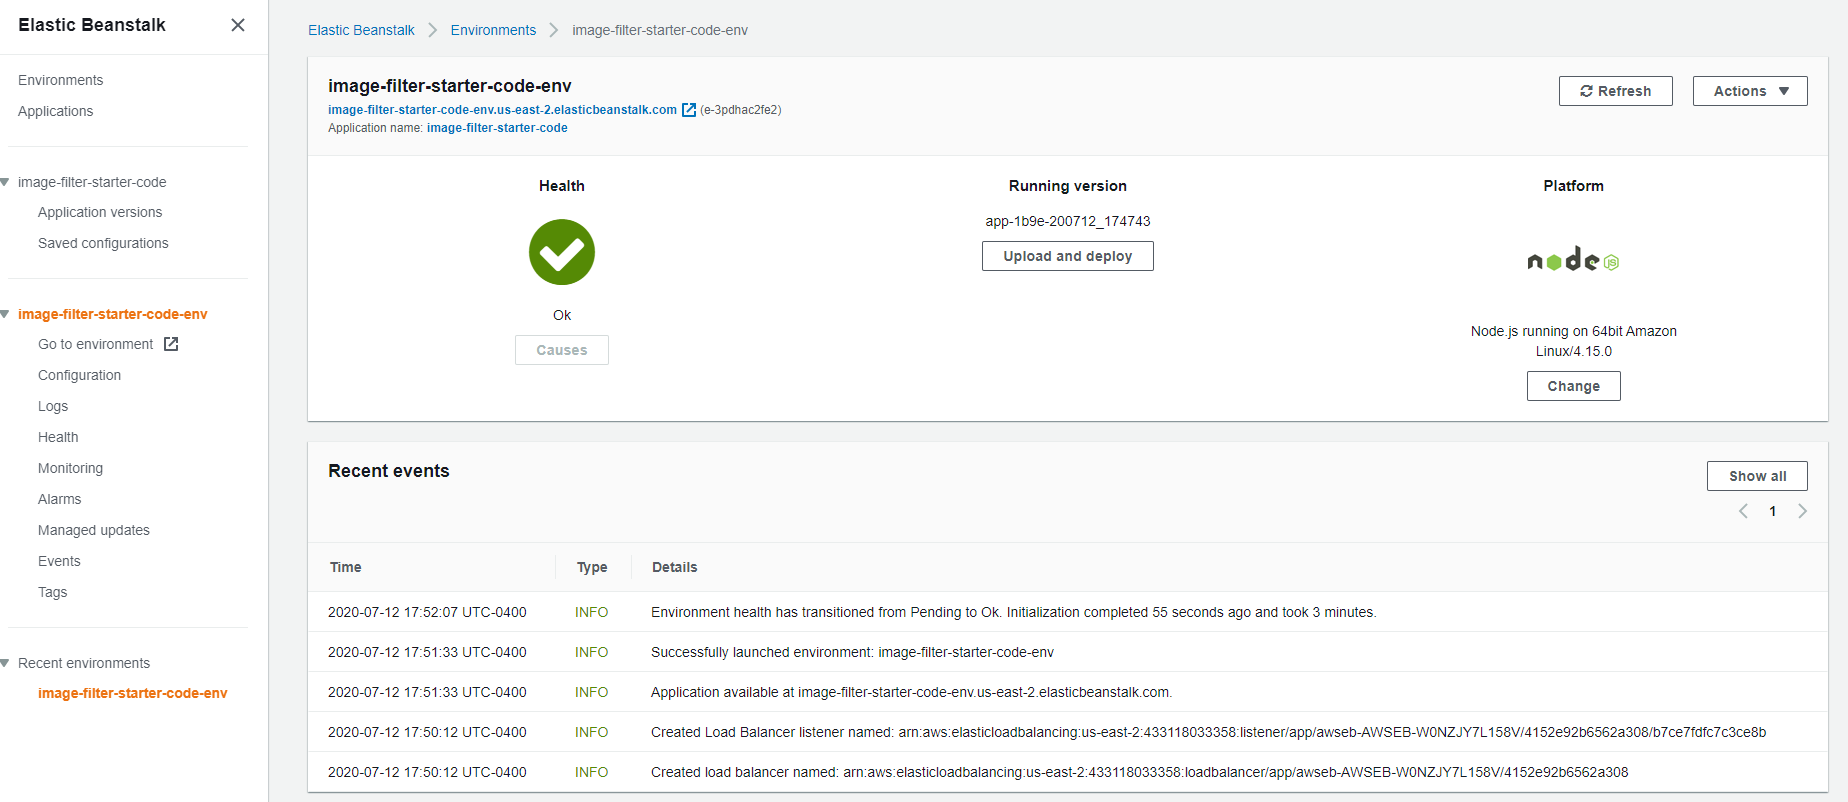 Elastic Beanstalk
Environments
Applications
image-filter-starter-code
Application versions
Saved configurations
image-filter-starter-code-env
Go to environment
Configuration
Logs
Health
Monitoring
Alarms
Managed updates
Events
Tags
Recent environments
image-filter-starter-code-env
Elastic Beanstalk Environments image-filter-starter-code-env
image-filter-starter-code-env
image-filter-starter-code-env.us-east-2.elasticbeanstalk.com (e-3pdhac2fe2)
Application name: image-filter-starter-code
Refresh
Actions
Health
Ok
Causes
Running version
app-1b9e-200712_174743
Upload and deploy
Platform
node JS
Node.js running on 64bit Amazon
Linux/4.15.0
Change
Recent events
Show all
1
Time Type Details
2020-07-12 17:52:07 UTC-0400 INFO Environment health has transitioned from Pending to Ok. Initialization completed 55 seconds ago and took 3 minutes.
2020-07-12 17:51:33 UTC-0400 INFO Successfully launched environment: image-filter-starter-code-env
2020-07-12 17:51:33 UTC-0400 INFO Application available at image-filter-starter-code-env.us-east-2.elasticbeanstalk.com.
2020-07-12 17:50:12 UTC-0400 INFO Created Load Balancer listener named: arn:aws:elasticloadbalancing:us-east-2:433118033358:listener/app/awseb-AWSEB-W0NZJY7L158V/4152e92b6562a308/b7ce7fdfc7c3ce8b
2020-07-12 17:50:12 UTC-0400 INFO Created load balancer named: arn:aws:elasticloadbalancing:us-east-2:433118033358:loadbalancer/app/awseb-AWSEB-W0NZJY7L158V/4152e92b6562a308